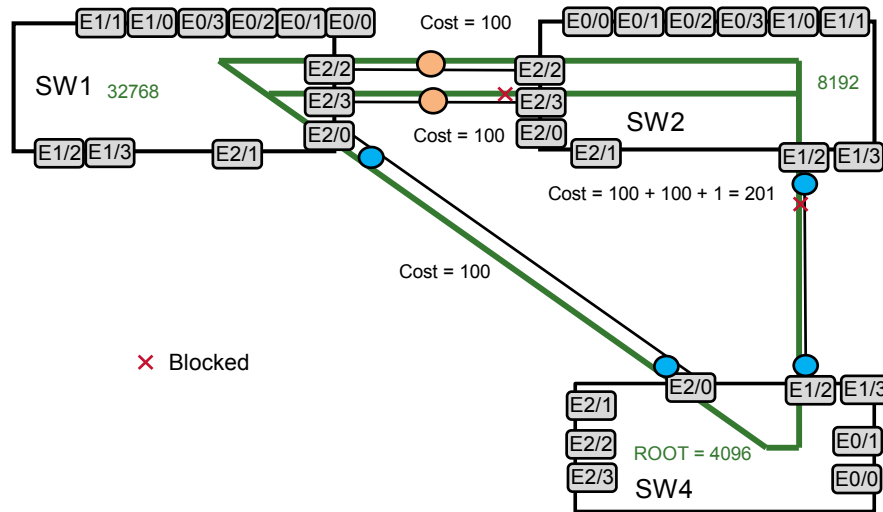 E1/1 E1/0 E0/3 E0/2 E0/1 E0/0
Cost = 100
E0/0 E0/1 E0/2 E0/3 E1/0 E1/1
E2/2
E2/2
SW1
32768
8192
E2/3
E2/3
SW2
E2/0
Cost = 100
E2/0
E1/2 E1/3
E2/1
E2/1
E1/2
E1/3
Cost = 100 + 100 + 1 = 201
Cost = 100
Blocked
E2/0
E1/2
E1/3
E2/1
E2/2
E0/1
ROOT = 4096
E2/3
E0/0
SW4